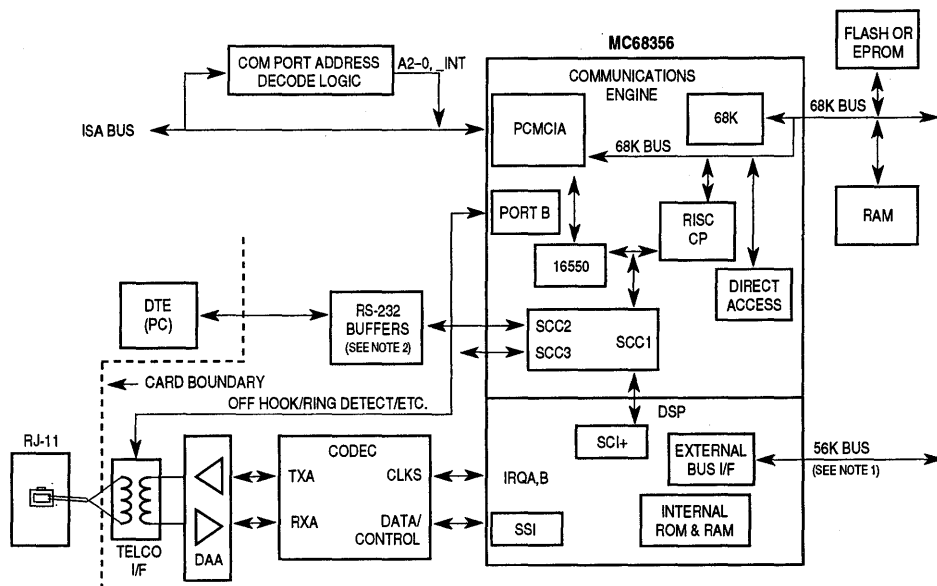 MC68356
FLASH OR
EPROM
COM PORT ADDRESS
DECODE LOGIC
A2-0, _INT
COMMUNICATIONS
ENGINE
ISA BUS
PCMCIA
68K
68K BUS
68K BUS
PORT B
RISC
CP
RAM
16550
DIRECT
ACCESS
DTE
(PC)
RS-232
BUFFERS
(SEE NOTE 2)
SCC2
SCC3
SCC1
CARD BOUNDARY
OFF HOOK/RING DETECT/ETC.
DSP
RJ-11
CODEC
SCI+
EXTERNAL
BUS I/F
56K BUS
(SEE NOTE 1)
TXA
CLKS
IRQA,B
RXA
DATA/
CONTROL
SSI
INTERNAL
ROM & RAM
TELCO
I/F
DAA